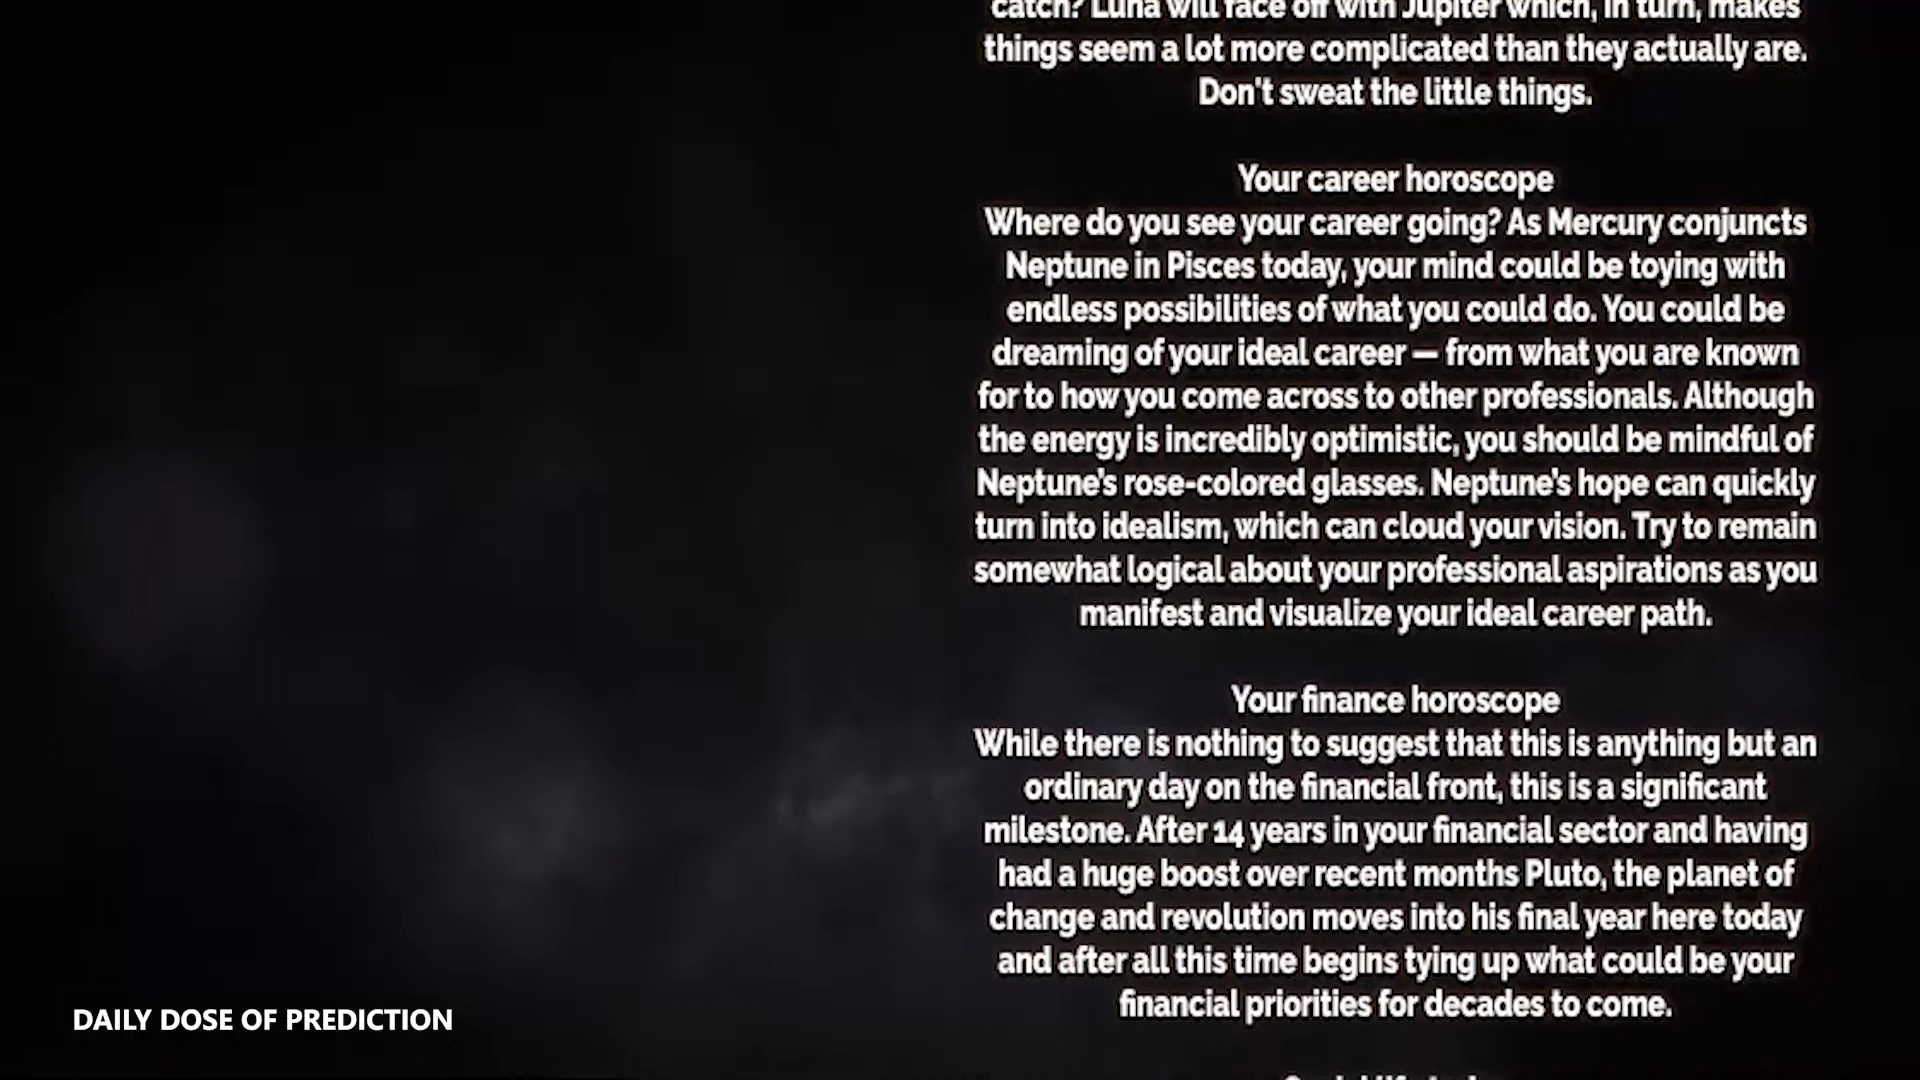 catch? Luna will face off with Jupiter which, in turn, makes
things seem a lot more complicated than they actually are.
Don't sweat the little things.
Your career horoscope
Where do you see your career going? As Mercury conjuncts
Neptune in Pisces today, your mind could be toying with
endless possibilities of what you could do. You could be
dreaming of your ideal career — from what you are known
for to how you come across to other professionals. Although
the energy is incredibly optimistic, you should be mindful of
Neptune's rose-colored glasses. Neptune's hope can quickly
turn into idealism, which can cloud your vision. Try to remain
somewhat logical about your professional aspirations as you
manifest and visualize your ideal career path.
Your finance horoscope
While there is nothing to suggest that this is anything but an
ordinary day on the financial front, this is a significant
milestone. After 14 years in your financial sector and having
had a huge boost over recent months Pluto, the planet of
change and revolution moves into his final year here today
and after all this time begins tying up what could be your
financial priorities for decades to come.
DAILY DOSE OF PREDICTION